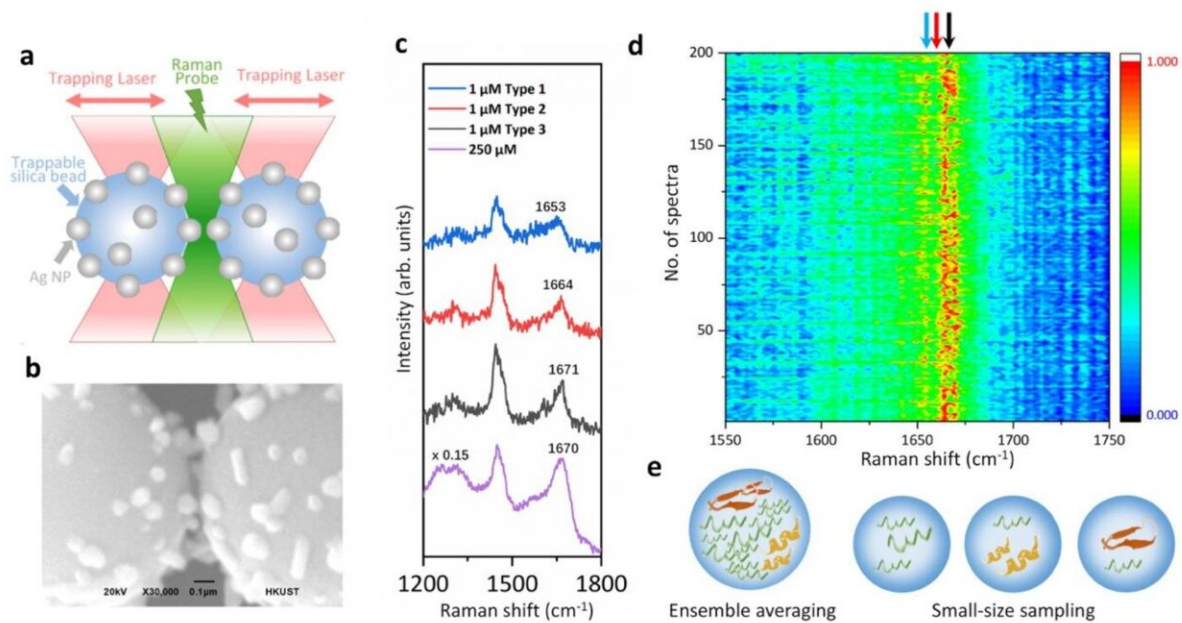 a
Trapping Laser
Raman
Probe
Trapping Laser
Trappable
silica bead
Ag NP
b
20kV X30,000 0.1μm HKUST
c
1 μM Type 1
1 μM Type 2
1 μM Type 3
250 μM
1653
1664
1671
x 0.15
1670
Intensity (arb. units)
1200 1500 1800
Raman shift (cm⁻¹)
d
200
150
100
50
No. of spectra
1550 1600 1650 1700 1750
Raman shift (cm⁻¹)
1.000
0.000
e
Ensemble averaging
Small-size sampling